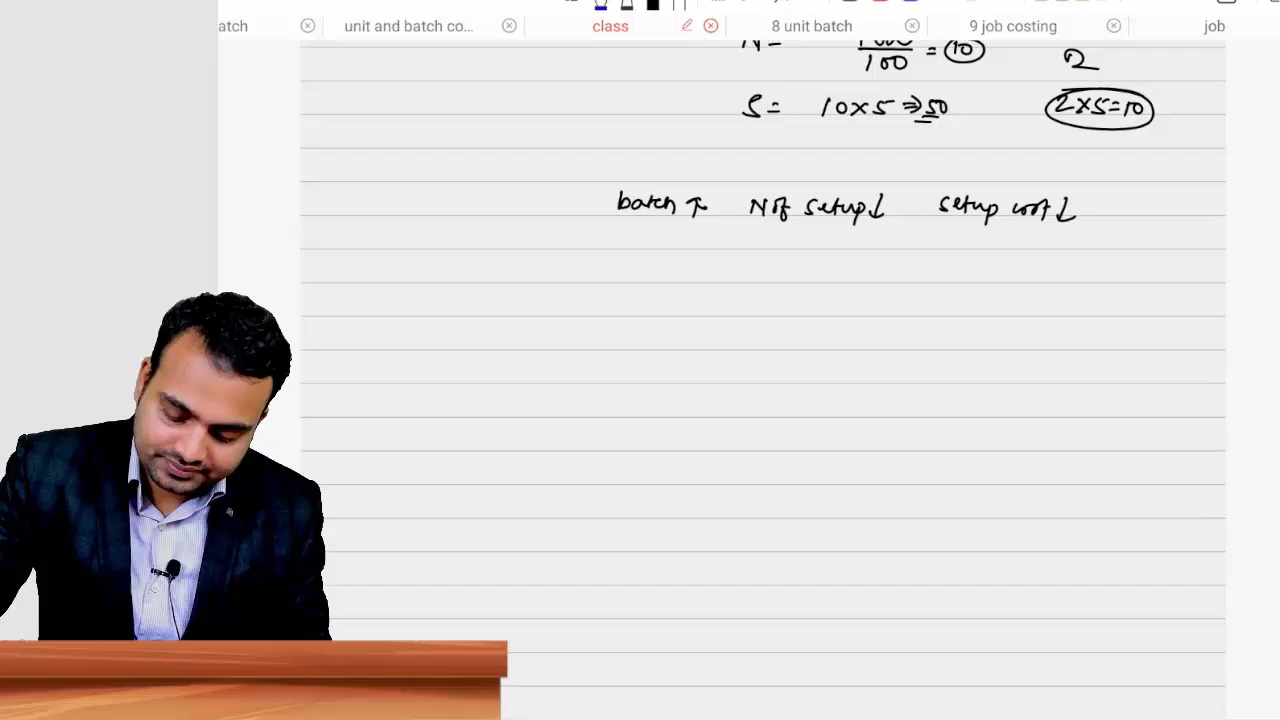 atch unit and batch co... class 8 unit batch 9 job costing job
N= 1000/100 = 10 2
S= 10×5 ⇒ 50 2×5=10
batch ↑ N of setup ↓ setup cost ↓